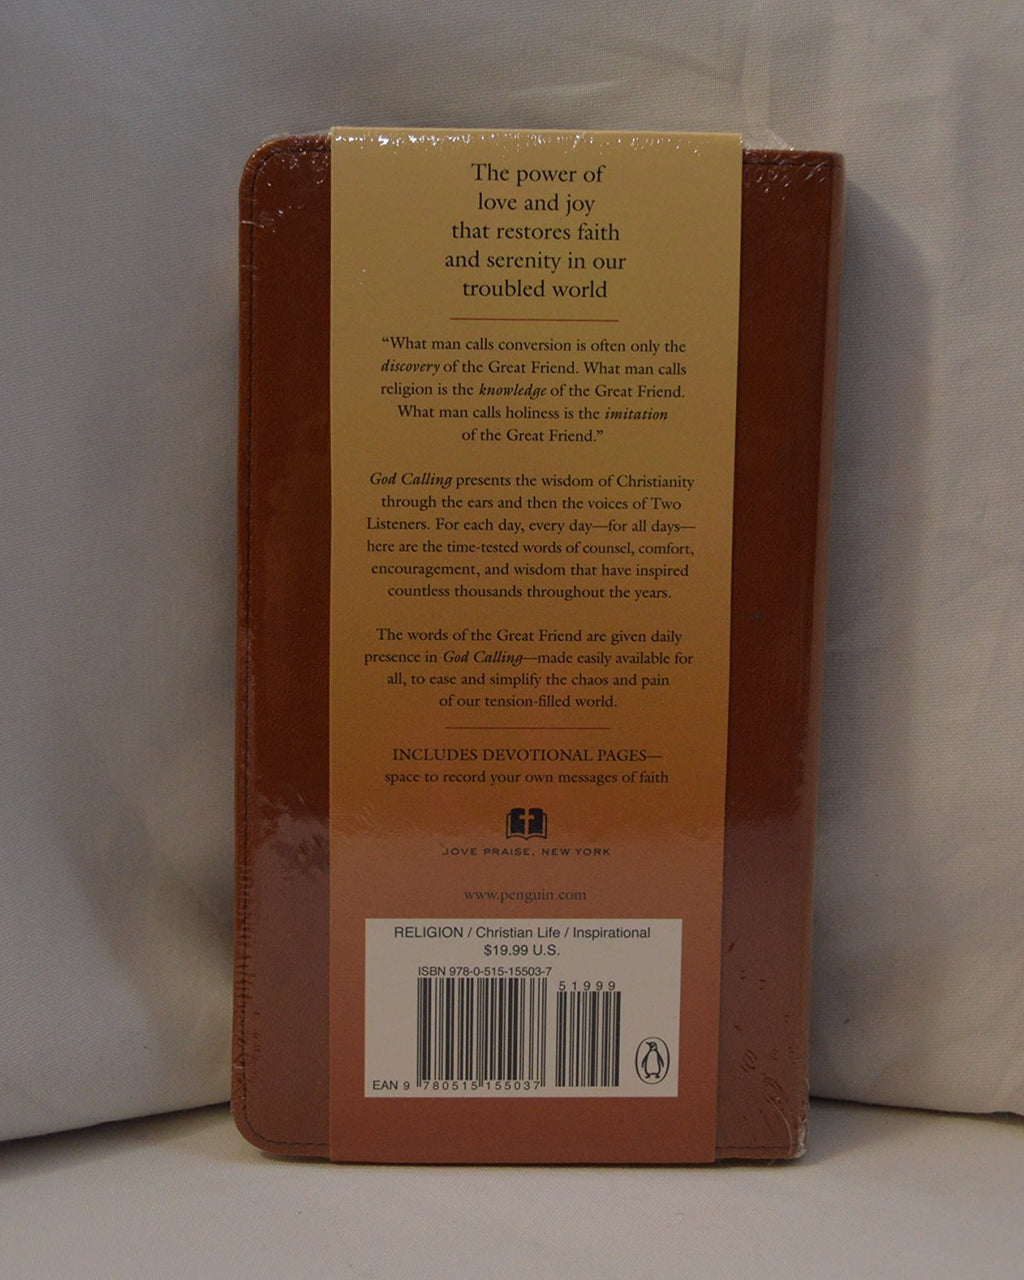 The power of
love and joy
that restores faith
and serenity in our
troubled world
“What man calls conversion is often only the
discovery of the Great Friend. What man calls
religion is the knowledge of the Great Friend.
What man calls holiness is the imitation
of the Great Friend.”
God Calling presents the wisdom of Christianity
through the ears and then the voices of Two
Listeners. For each day, every day—for all days—
here are the time-tested words of counsel, comfort,
encouragement, and wisdom that have inspired
countless thousands throughout the years.
The words of the Great Friend are given daily
presence in God Calling—made easily available for
all, to ease and simplify the chaos and pain
of our tension-filled world.
INCLUDES DEVOTIONAL PAGES—
space to record your own messages of faith
JOVE PRAISE, NEW YORK
www.penguin.com
RELIGION / Christian Life / Inspirational
$19.99 U.S.
ISBN 978-0-515-15503-7
51999
EAN 9 780515 155037